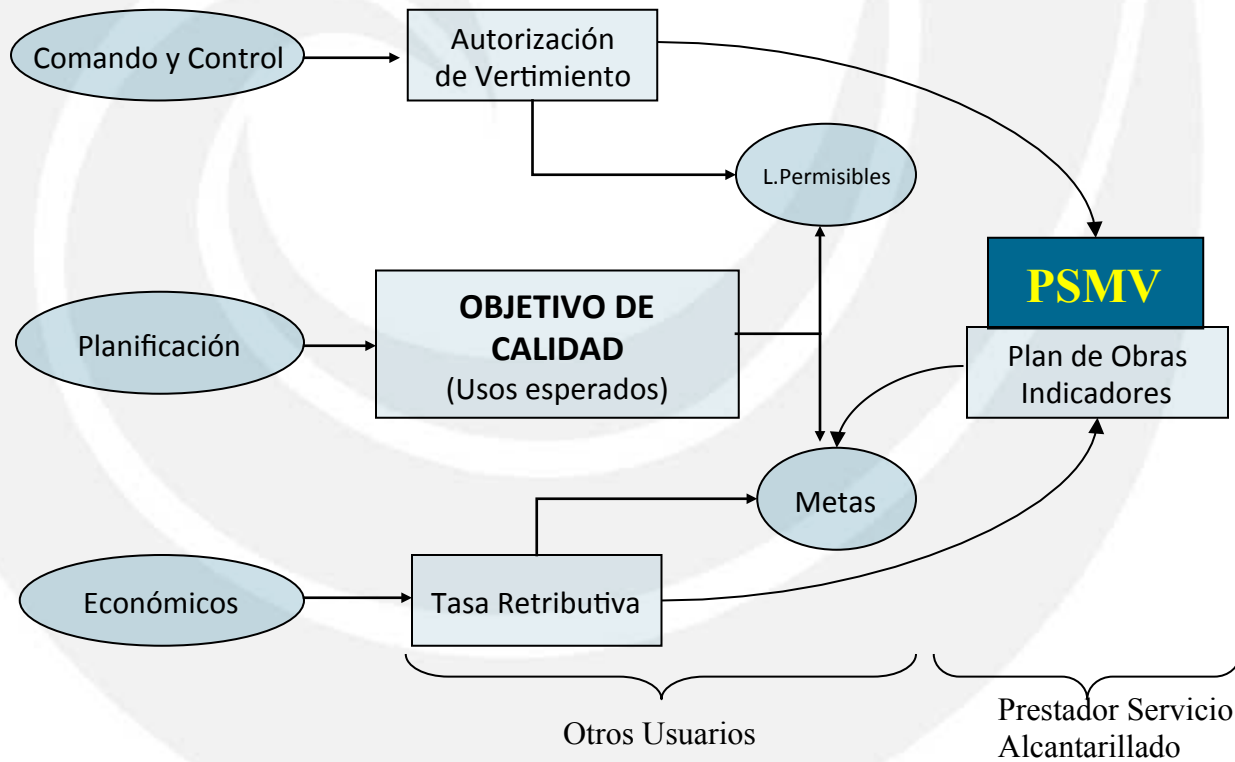 Comando y Control
Autorización
de Vertimiento
L.Permisibles
PSMV
Planificación
OBJETIVO DE
CALIDAD
(Usos esperados)
Plan de Obras
Indicadores
Metas
Económicos
Tasa Retributiva
Otros Usuarios
Prestador Servicio
Alcantarillado